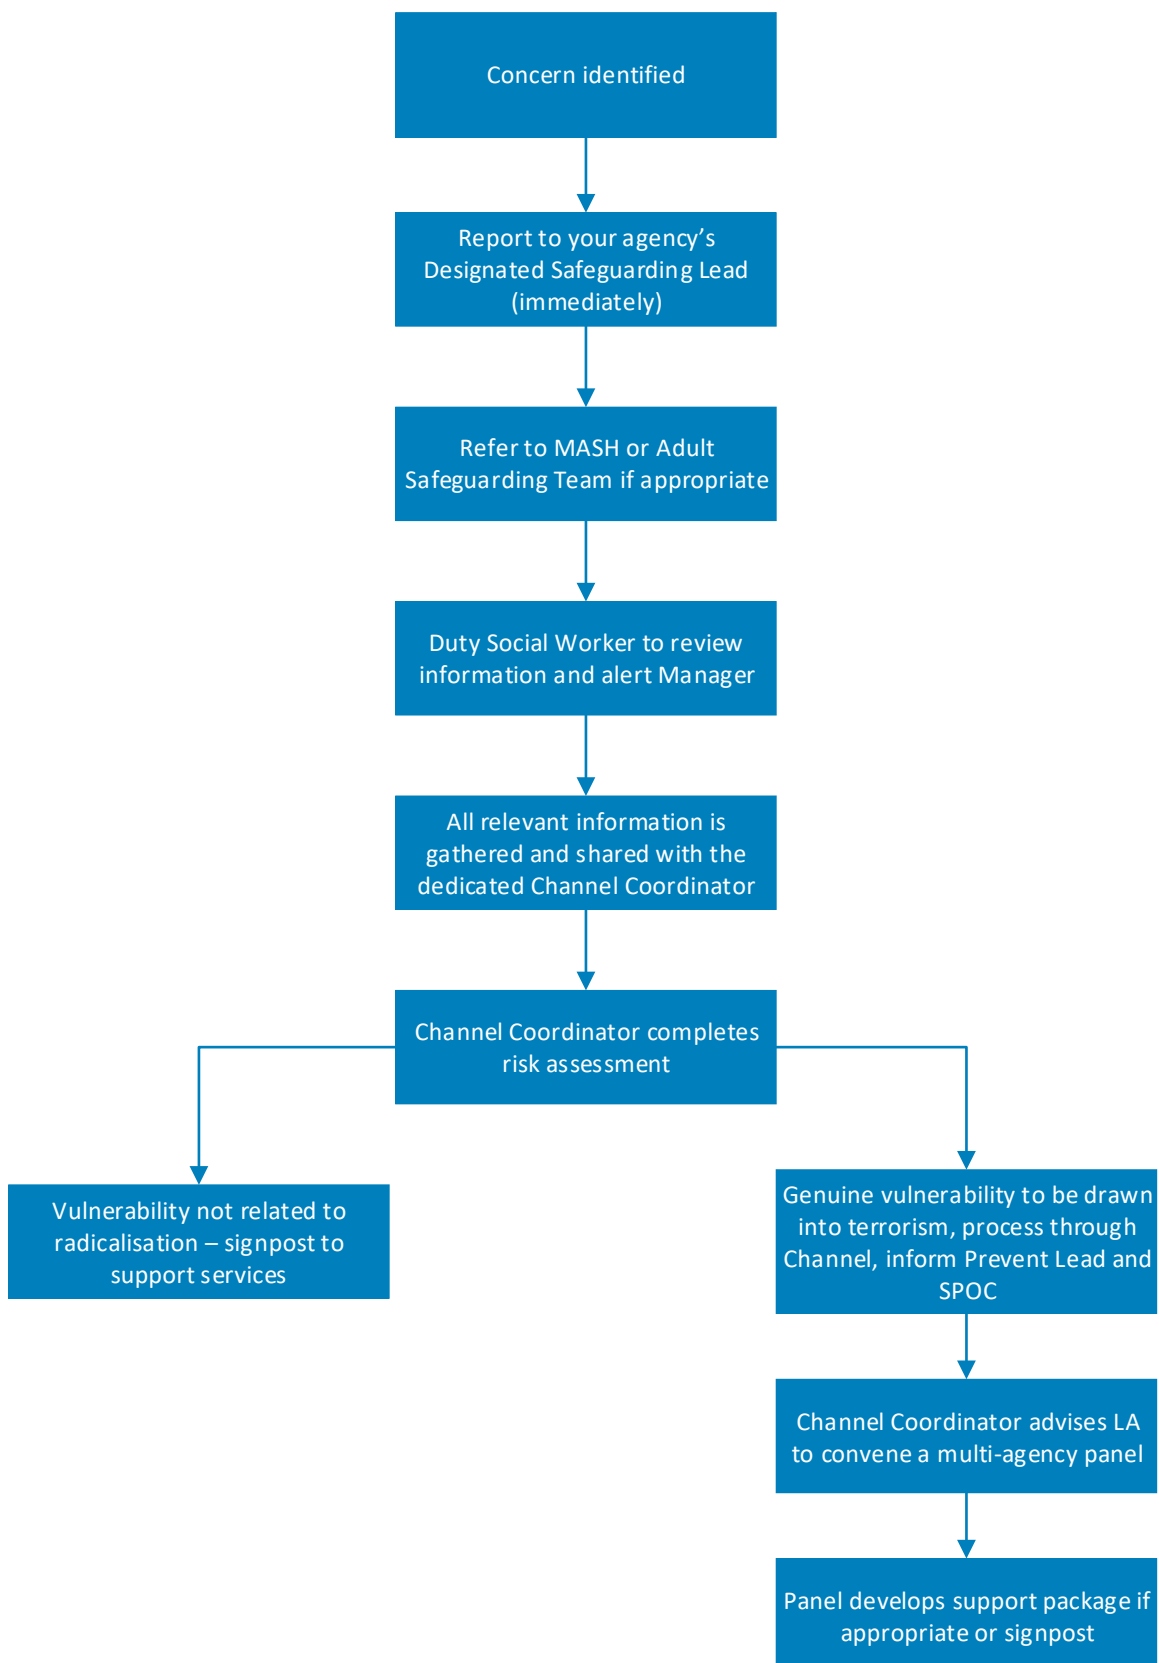 Concern identified
Report to your agency’s
Designated Safeguarding Lead
(immediately)
Refer to MASH or Adult
Safeguarding Team if appropriate
Duty Social Worker to review
information and alert Manager
All relevant information is
gathered and shared with the
dedicated Channel Coordinator
Channel Coordinator completes
risk assessment
Vulnerability not related to
radicalisation – signpost to
support services
Genuine vulnerability to be drawn
into terrorism, process through
Channel, inform Prevent Lead and
SPOC
Channel Coordinator advises LA
to convene a multi-agency panel
Panel develops support package if
appropriate or signpost